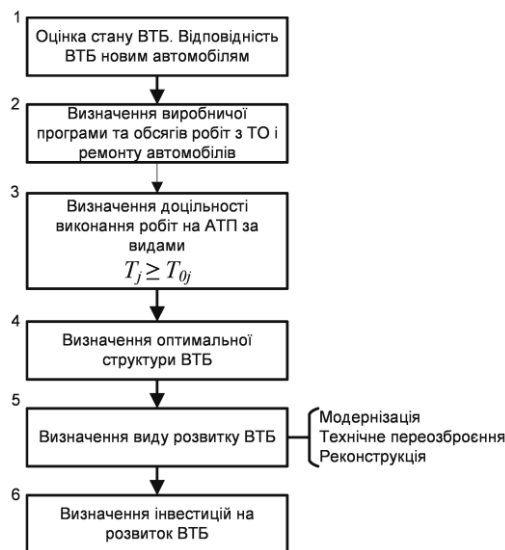 1
Оцінка стану ВТБ. Відповідність
ВТБ новим автомобілям
2
Визначення виробничої
програми та обсягів робіт з ТО і
ремонту автомобілів
3
Визначення доцільності
виконання робіт на АТП за
видами
Tj ≥ T0j
4
Визначення оптимальної
структури ВТБ
5
Визначення виду розвитку ВТБ
Модернізація
Технічне переозброєння
Реконструкція
6
Визначення інвестицій на
розвиток ВТБ